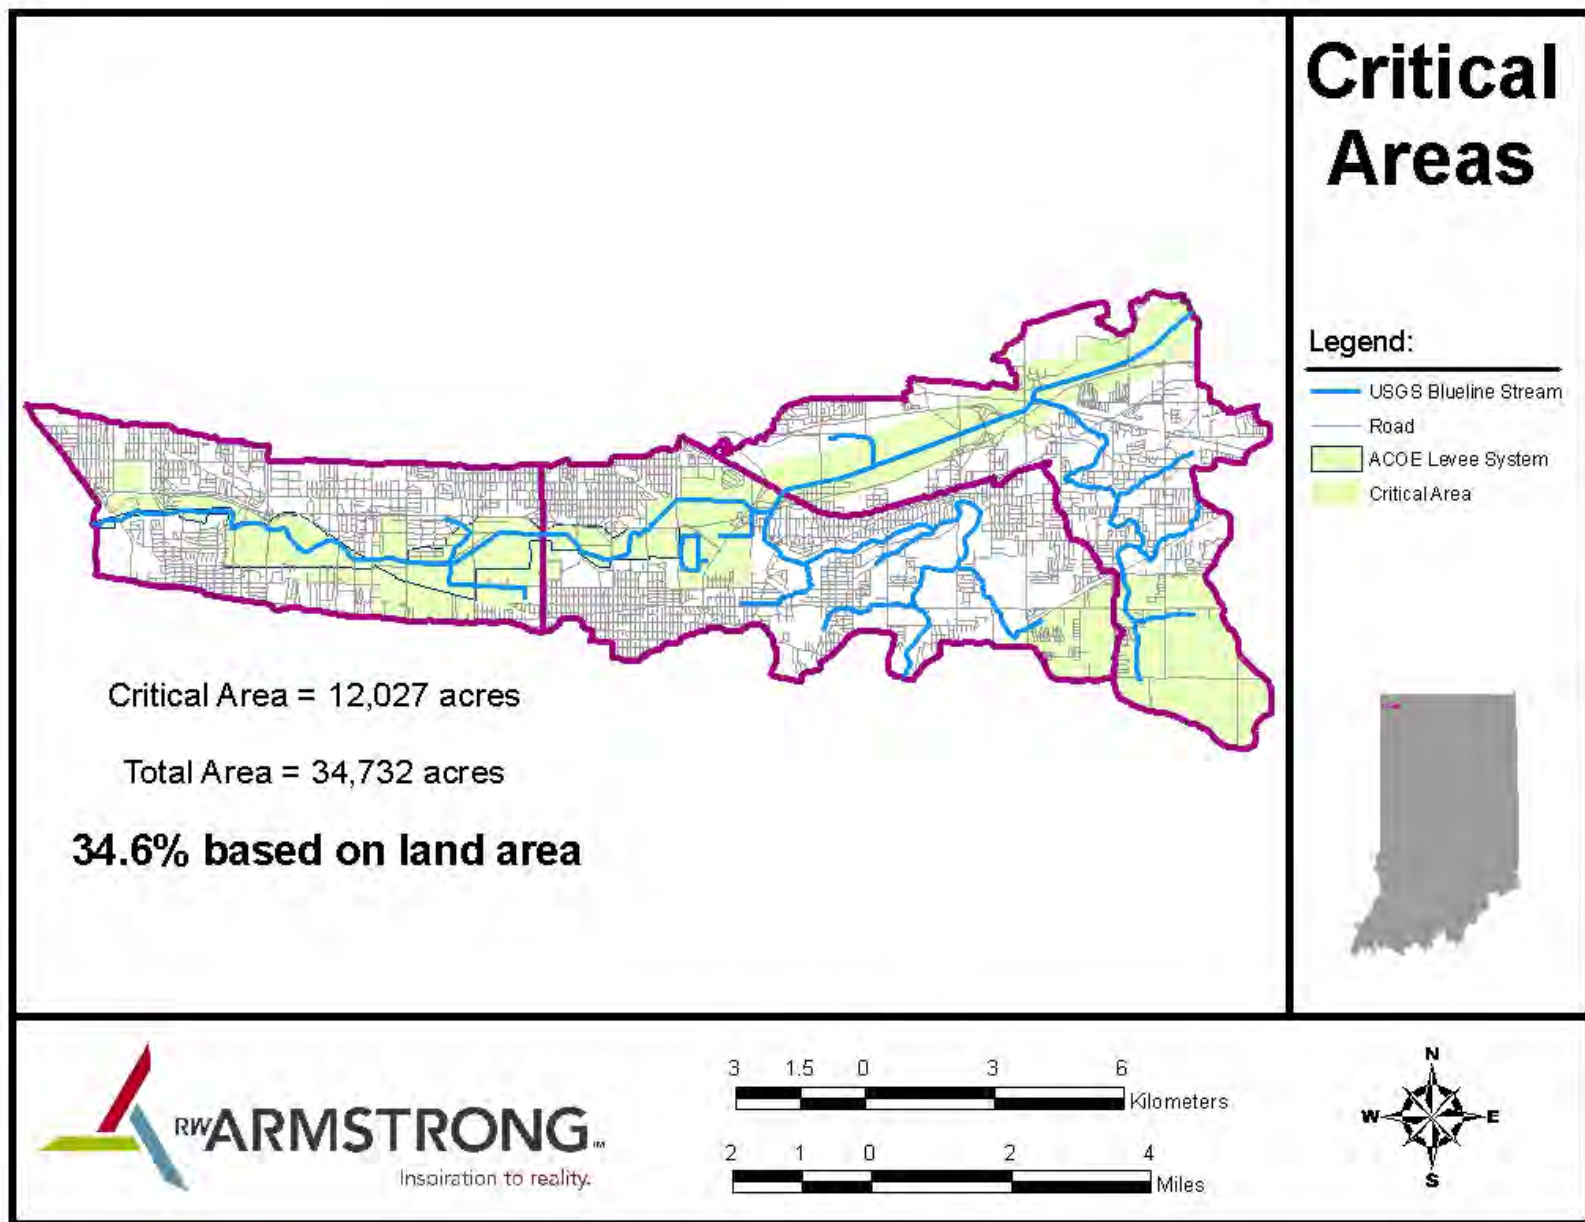 Critical
Areas
Legend:
USGS Blueline Stream
Road
ACOE Levee System
Critical Area
Critical Area = 12,027 acres
Total Area = 34,732 acres
34.6% based on land area
RWARMSTRONG™
Inspiration to reality.
3 1.5 0 3 6
Kilometers
2 1 0 2 4
Miles
N
W E
S